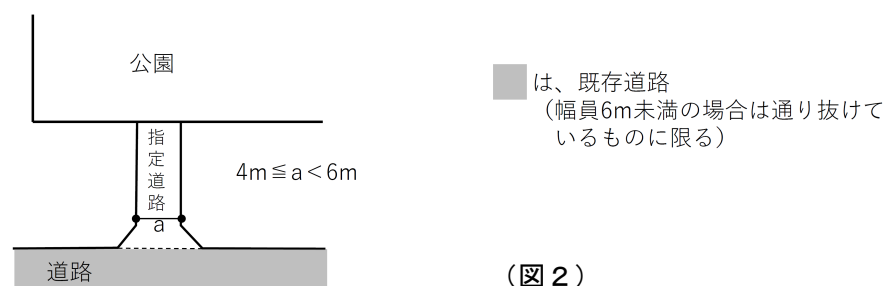 公園
指定道路
4m≦a＜6m
a
道路
は、既存道路
（幅員6m未満の場合は通り抜けて
いるものに限る）
（図２）